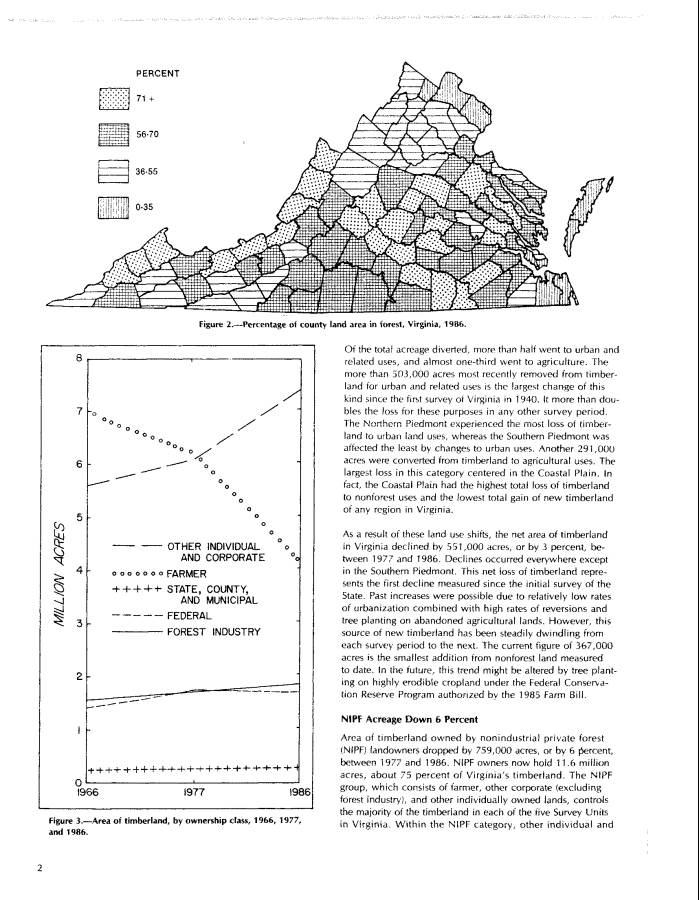 PERCENT
71 +
56-70
36-55
0-35
Figure 2.—Percentage of county land area in forest, Virginia, 1986.
8
7
6
5
4
3
2
1
0
MILLION ACRES
OTHER INDIVIDUAL
AND CORPORATE
FARMER
STATE, COUNTY,
AND MUNICIPAL
FEDERAL
FOREST INDUSTRY
1966 1977 1986
Figure 3.—Area of timberland, by ownership class, 1966, 1977,
and 1986.
Of the total acreage diverted, more than half went to urban and
related uses, and almost one-third went to agriculture. The
more than 503,000 acres most recently removed from timber-
land for urban and related uses is the largest change of this
kind since the first survey of Virginia in 1940. It more than dou-
bles the loss for these purposes in any other survey period.
The Northern Piedmont experienced the most loss of timber-
land to urban land uses, whereas the Southern Piedmont was
affected the least by changes to urban uses. Another 291,000
acres were converted from timberland to agricultural uses. The
largest loss in this category centered in the Coastal Plain. In
fact, the Coastal Plain had the highest total loss of timberland
to nonforest uses and the lowest total gain of new timberland
of any region in Virginia.
As a result of these land use shifts, the net area of timberland
in Virginia declined by 551,000 acres, or by 3 percent, be-
tween 1977 and 1986. Declines occurred everywhere except
in the Southern Piedmont. This net loss of timberland repre-
sents the first decline measured since the initial survey of the
State. Past increases were possible due to relatively low rates
of urbanization combined with high rates of reversions and
tree planting on abandoned agricultural lands. However, this
source of new timberland has been steadily dwindling from
each survey period to the next. The current figure of 367,000
acres is the smallest addition from nonforest land measured
to date. In the future, this trend might be altered by tree plant-
ing on highly erodible cropland under the Federal Conserva-
tion Reserve Program authorized by the 1985 Farm Bill.
NIPF Acreage Down 6 Percent
Area of timberland owned by nonindustrial private forest
(NIPF) landowners dropped by 759,000 acres, or by 6 percent,
between 1977 and 1986. NIPF owners now hold 11.6 million
acres, about 75 percent of Virginia's timberland. The NIPF
group, which consists of farmer, other corporate (excluding
forest industry), and other individually owned lands, controls
the majority of the timberland in each of the five Survey Units
in Virginia. Within the NIPF category, other individual and
2